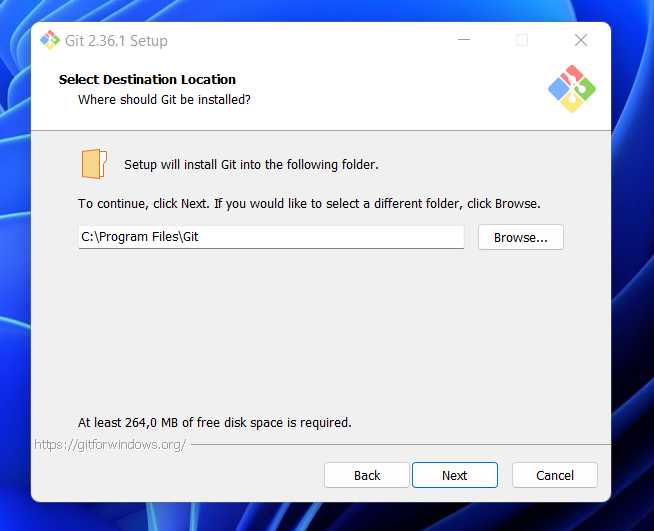 Git 2.36.1 Setup
Select Destination Location
Where should Git be installed?
Setup will install Git into the following folder.
To continue, click Next. If you would like to select a different folder, click Browse.
C:\Program Files\Git
Browse...
At least 264,0 MB of free disk space is required.
https://gitforwindows.org/
Back
Next
Cancel